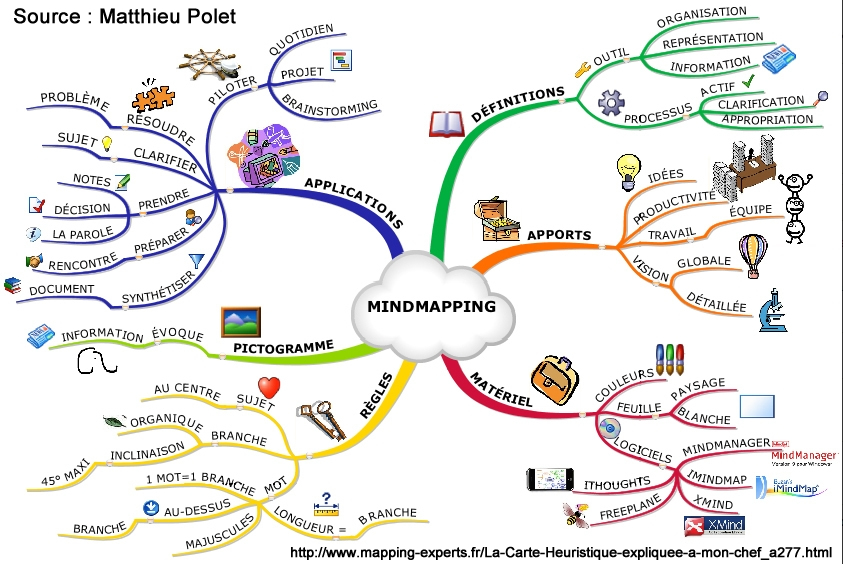 Source : Matthieu Polet
MINDMAPPING
DÉFINITIONS
OUTIL
ORGANISATION
REPRÉSENTATION
INFORMATION
PROCESSUS
ACTIF
CLARIFICATION
APPROPRIATION
APPORTS
IDÉES
PRODUCTIVITÉ
TRAVAIL
ÉQUIPE
VISION
GLOBALE
DÉTAILLÉE
MATÉRIEL
COULEURS
FEUILLE
PAYSAGE
BLANCHE
LOGICIELS
MINDMANAGER
MindManager
IMINDMAP
iMindMap
XMIND
XMind
ITHOUGHTS
FREEPLANE
RÈGLES
SUJET
AU CENTRE
BRANCHE
ORGANIQUE
INCLINAISON
45° MAXI
MOT
1 MOT=1 BRANCHE
AU-DESSUS
BRANCHE
MAJUSCULES
LONGUEUR =
BRANCHE
PICTOGRAMME
ÉVOQUE
INFORMATION
APPLICATIONS
PILOTER
QUOTIDIEN
PROJET
BRAINSTORMING
RÉSOUDRE
PROBLÈME
CLARIFIER
SUJET
PRENDRE
NOTES
DÉCISION
LA PAROLE
PRÉPARER
RENCONTRE
SYNTHÉTISER
DOCUMENT
http://www.mapping-experts.fr/La-Carte-Heuristique-expliquee-a-mon-chef_a277.html